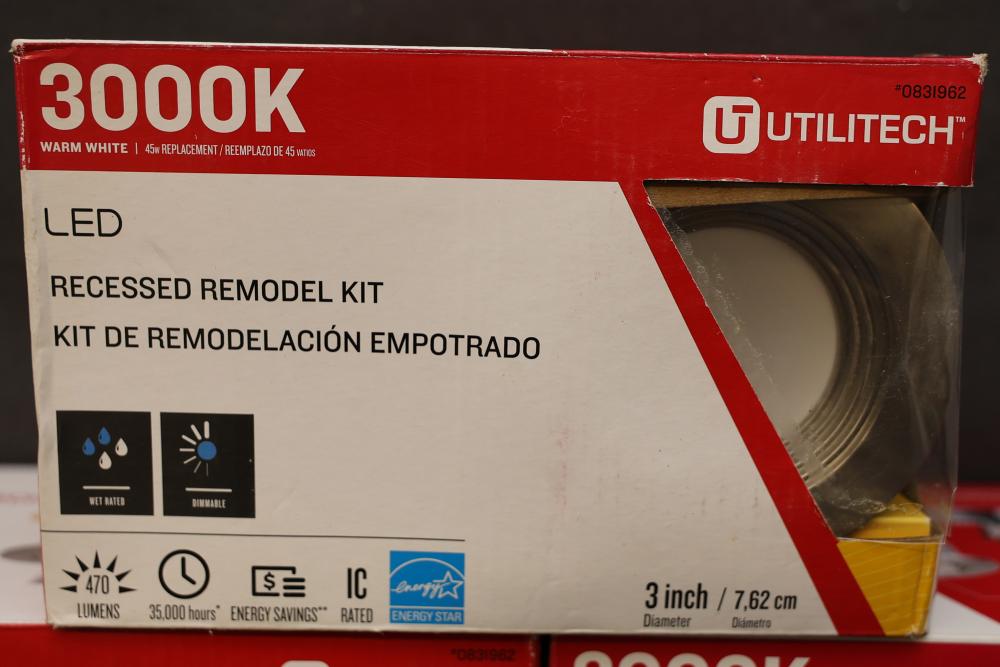 3000K
#0831962
UT UTILITECH™
WARM WHITE | 45W REPLACEMENT / REEMPLAZO DE 45 VATIOS
LED
RECESSED REMODEL KIT
KIT DE REMODELACIÓN EMPOTRADO
WET RATED
DIMMABLE
470
LUMENS
35,000 hours*
$
ENERGY SAVINGS**
IC
RATED
energy
ENERGY STAR
3 inch / 7,62 cm
Diameter Diámetro
#0831962
3000K